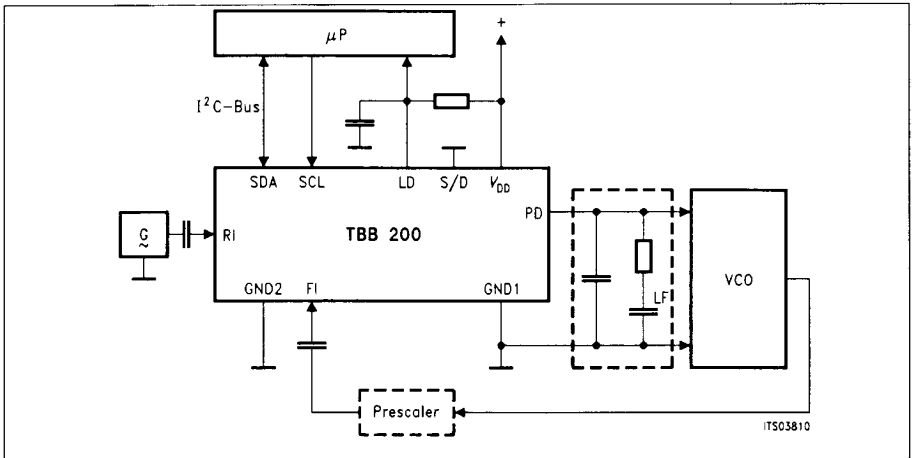 μP
+
I²C-Bus
SDA SCL LD S/D V_DD
PD
G
~
RI
TBB 200
VCO
GND2 FI GND1
LF
Prescaler
ITS03810